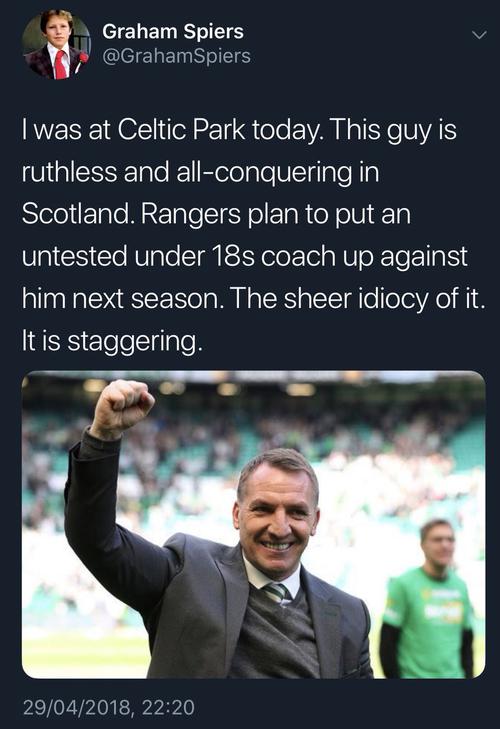 Graham Spiers
@GrahamSpiers
I was at Celtic Park today. This guy is
ruthless and all-conquering in
Scotland. Rangers plan to put an
untested under 18s coach up against
him next season. The sheer idiocy of it.
It is staggering.
29/04/2018, 22:20